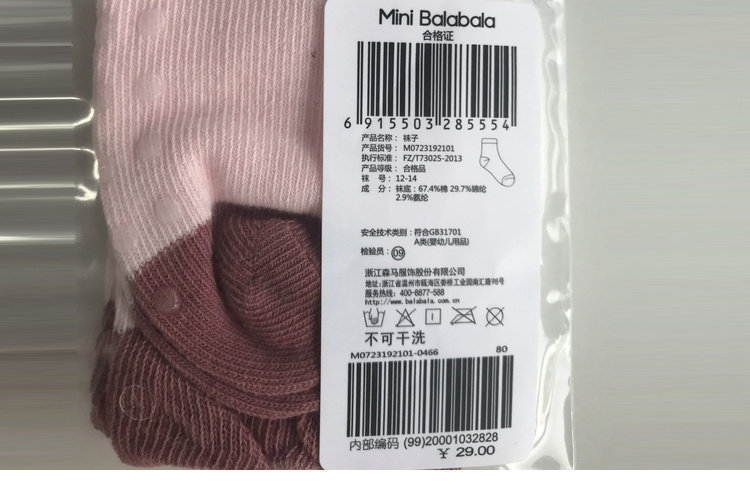 Mini Balabala
合格证
6 915503 285554
产品名称: 袜子
产品货号: M0723192101
执行标准: FZ/T73025-2013
产品等级: 合格品
袜 号: 12-14
成 分: 袜底: 67.4%棉 29.7%锦纶
2.9%氨纶
安全技术类别: 符合GB31701
A类(婴幼儿用品)
检验员: 09
浙江森马服饰股份有限公司
地址: 浙江省温州市瓯海区娄桥工业园南汇路98号
服务热线: 400-8877-588
http://www.balabala.com.cn
不可干洗
M0723192101-0466 80
内部编码 (99)20001032828
¥ 29.00